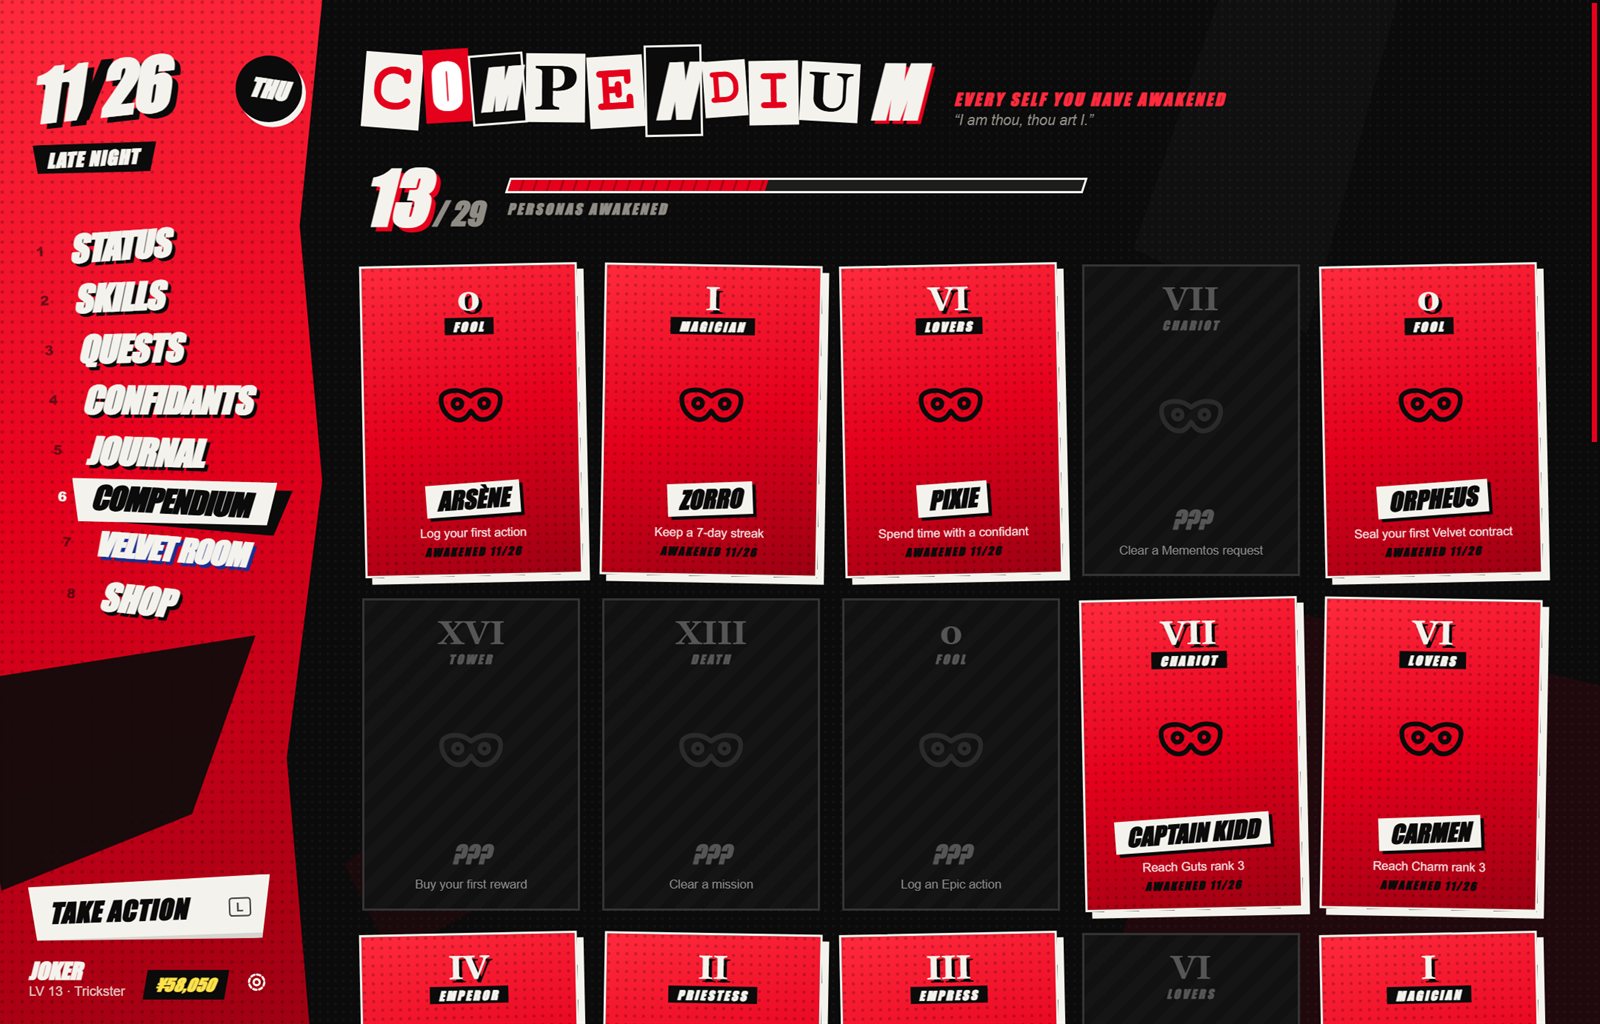 11/26
THU
LATE NIGHT
1 STATUS
2 SKILLS
3 QUESTS
4 CONFIDANTS
5 JOURNAL
6 COMPENDIUM
7 VELVET ROOM
8 SHOP
TAKE ACTION L
JOKER
LV 13 · Trickster
¥58,050
COMPENDIUM
EVERY SELF YOU HAVE AWAKENED
“I am thou, thou art I.”
13/29
PERSONAS AWAKENED
0
FOOL
ARSÈNE
Log your first action
AWAKENED 11/26
I
MAGICIAN
ZORRO
Keep a 7-day streak
AWAKENED 11/26
VI
LOVERS
PIXIE
Spend time with a confidant
AWAKENED 11/26
VII
CHARIOT
???
Clear a Mementos request
0
FOOL
ORPHEUS
Seal your first Velvet contract
AWAKENED 11/26
XVI
TOWER
???
Buy your first reward
XIII
DEATH
???
Clear a mission
0
FOOL
???
Log an Epic action
VII
CHARIOT
CAPTAIN KIDD
Reach Guts rank 3
AWAKENED 11/26
VI
LOVERS
CARMEN
Reach Charm rank 3
AWAKENED 11/26
IV
EMPEROR
II
PRIESTESS
III
EMPRESS
VI
LOVERS
I
MAGICIAN